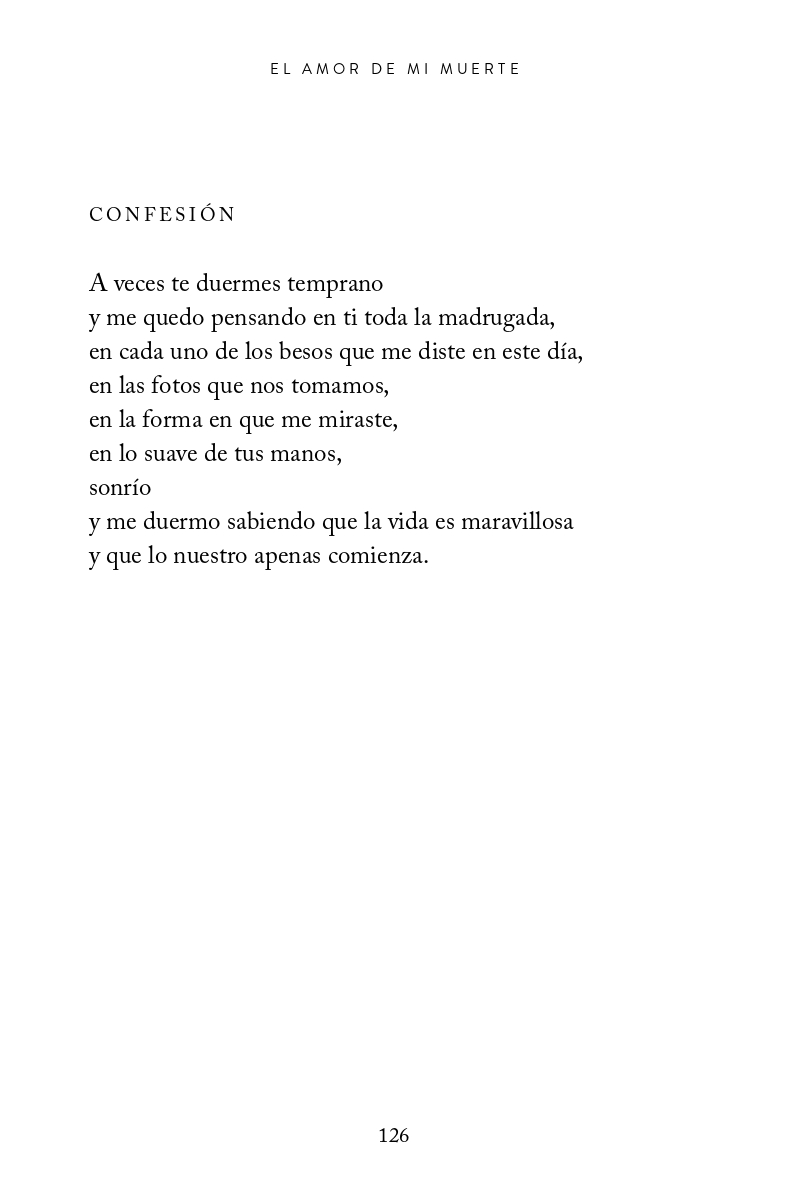 EL AMOR DE MI MUERTE
CONFESIÓN
A veces te duermes temprano
y me quedo pensando en ti toda la madrugada,
en cada uno de los besos que me diste en este día,
en las fotos que nos tomamos,
en la forma en que me miraste,
en lo suave de tus manos,
sonrío
y me duermo sabiendo que la vida es maravillosa
y que lo nuestro apenas comienza.
126